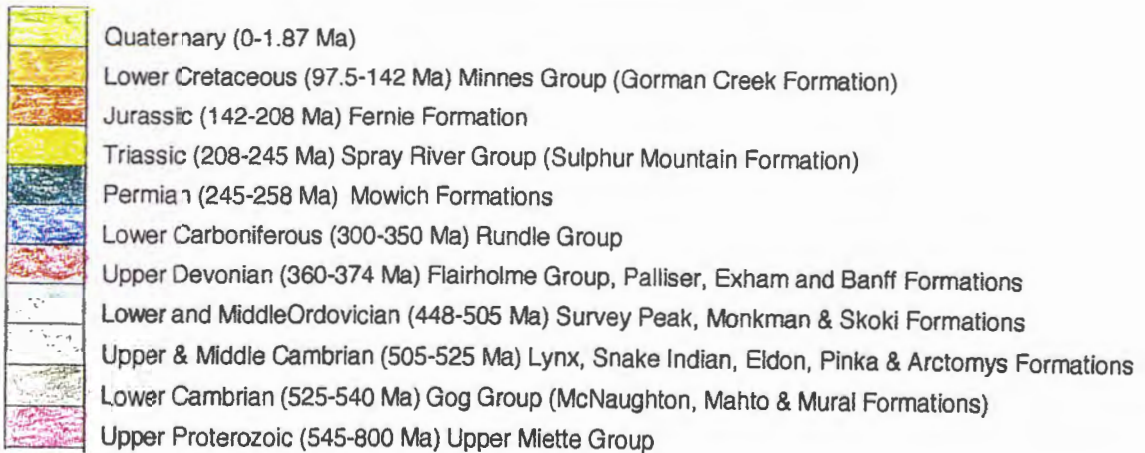 Quaternary (0-1.87 Ma)
Lower Cretaceous (97.5-142 Ma) Minnes Group (Gorman Creek Formation)
Jurassic (142-208 Ma) Fernie Formation
Triassic (208-245 Ma) Spray River Group (Sulphur Mountain Formation)
Permian (245-258 Ma) Mowich Formations
Lower Carboniferous (300-350 Ma) Rundle Group
Upper Devonian (360-374 Ma) Flairholme Group, Palliser, Exham and Banff Formations
Lower and MiddleOrdovician (448-505 Ma) Survey Peak, Monkman & Skoki Formations
Upper & Middle Cambrian (505-525 Ma) Lynx, Snake Indian, Eldon, Pinka & Arctomys Formations
Lower Cambrian (525-540 Ma) Gog Group (McNaughton, Mahto & Mural Formations)
Upper Proterozoic (545-800 Ma) Upper Miette Group